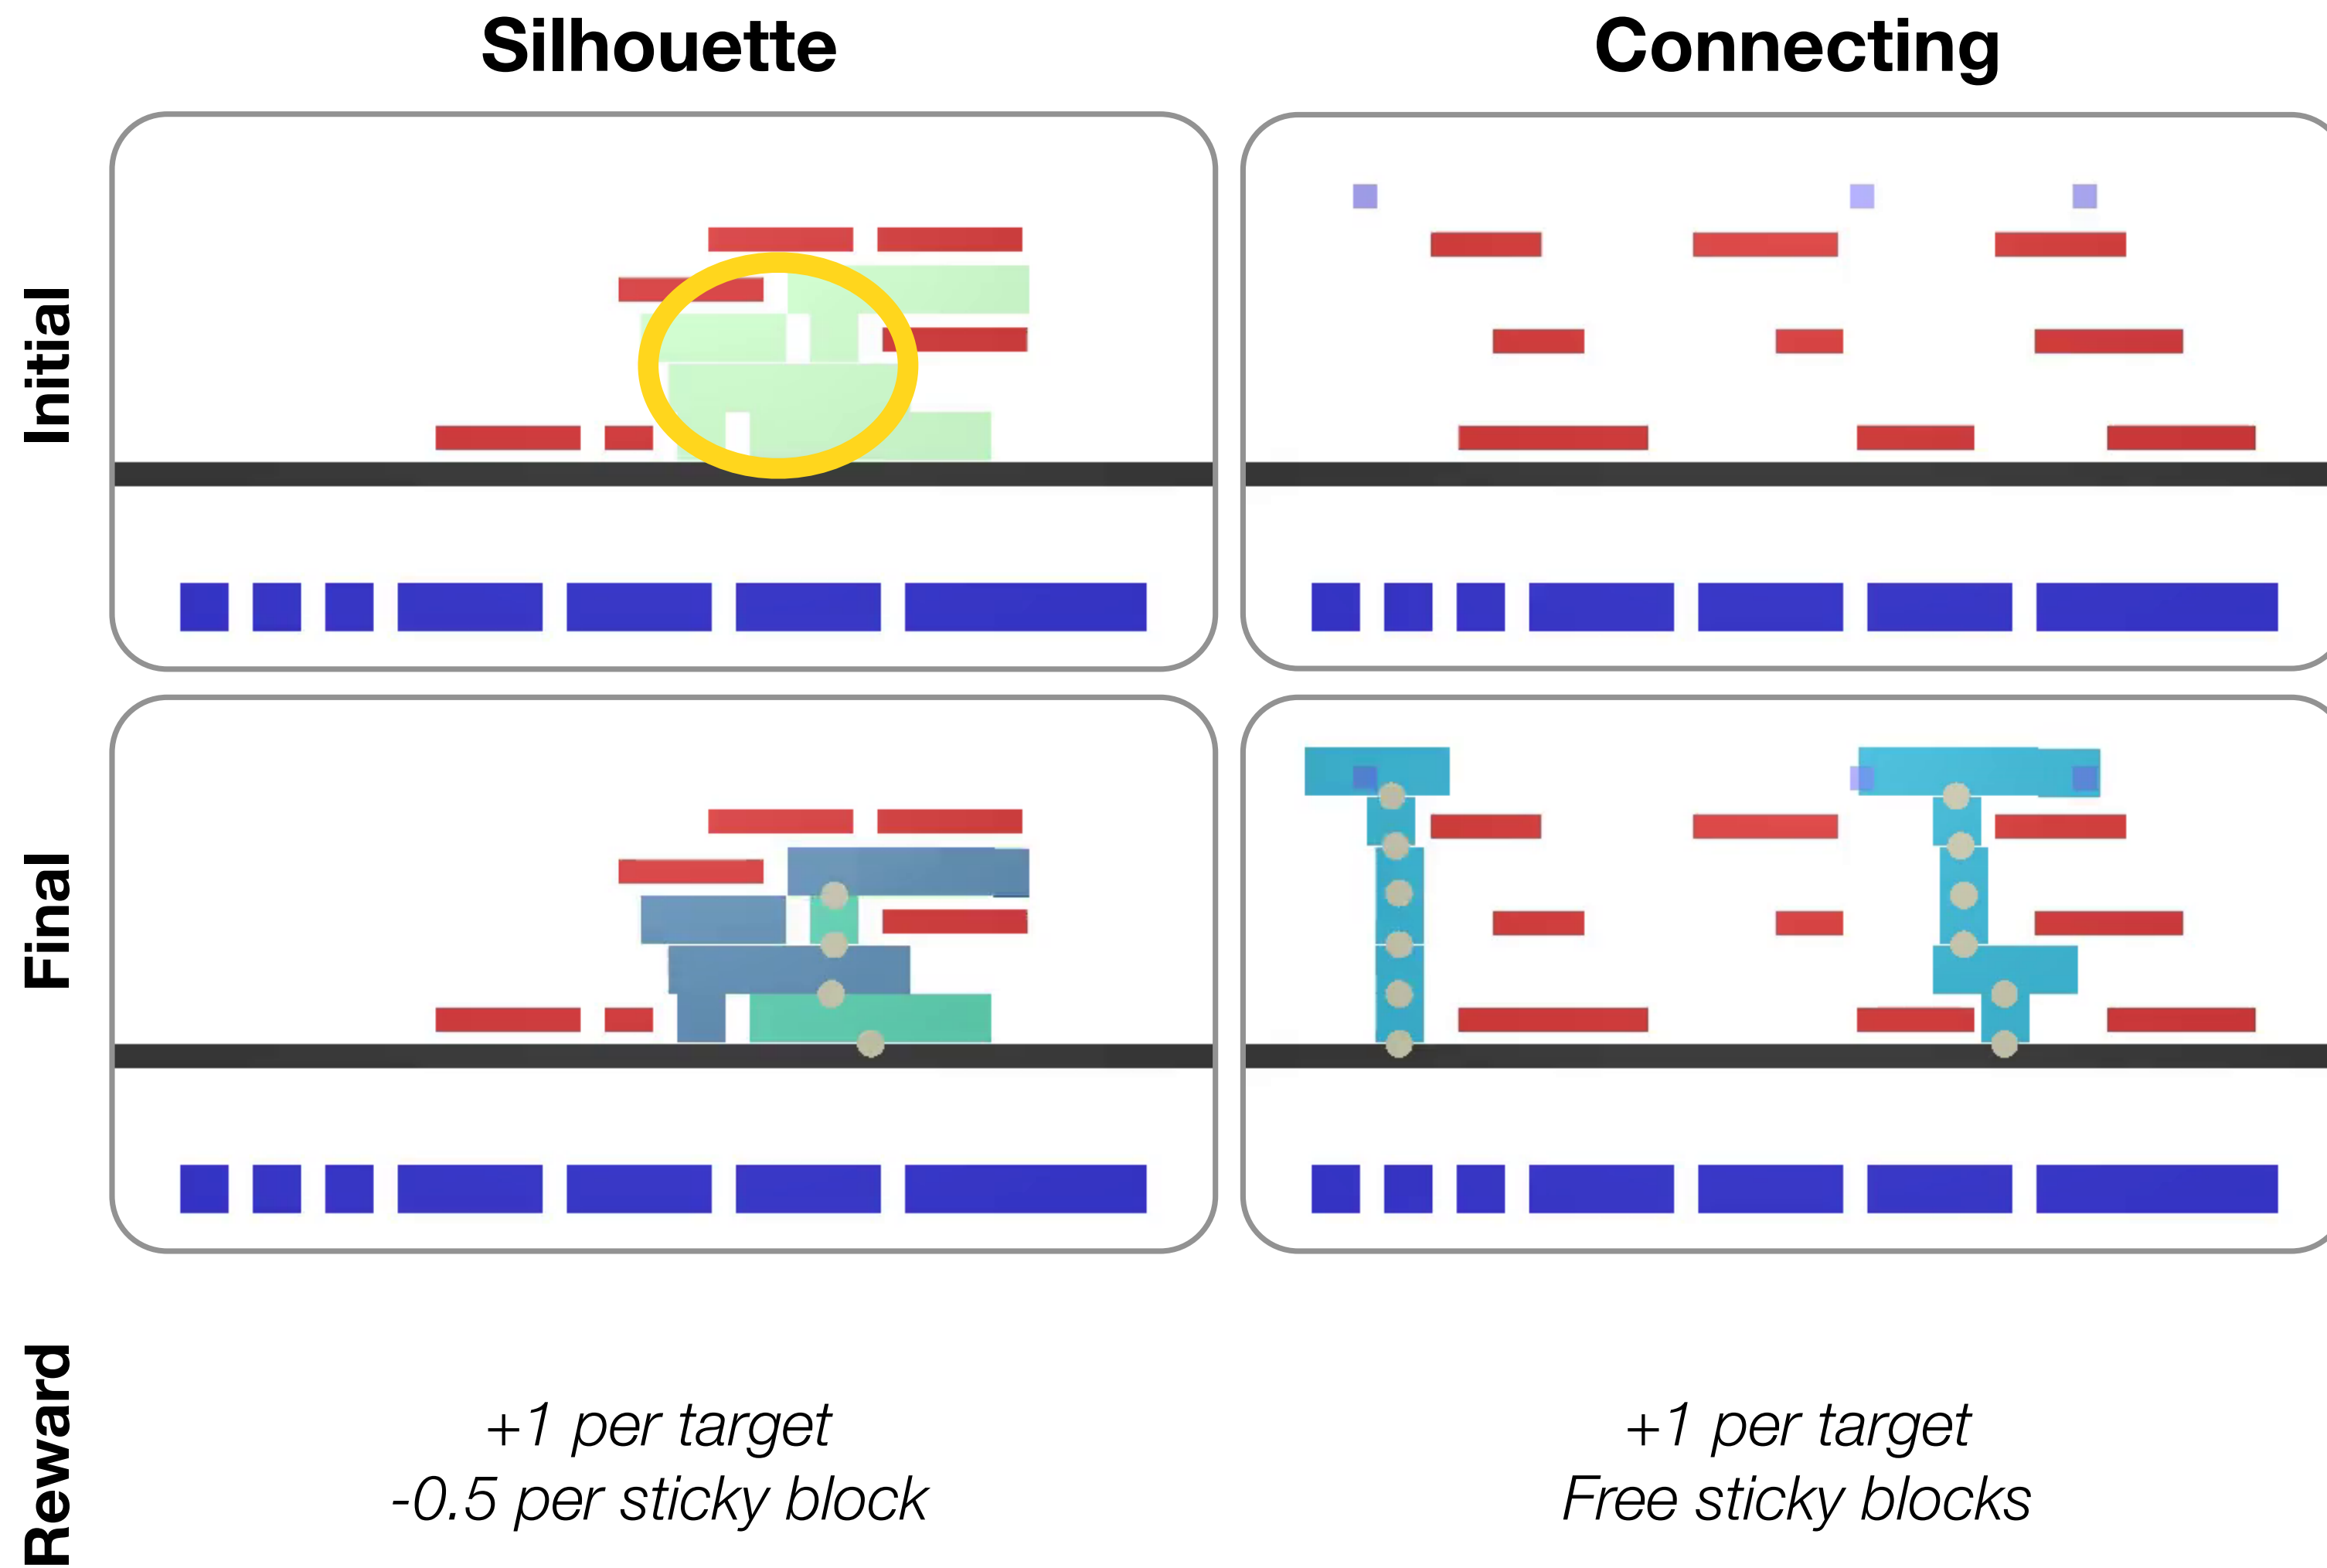 Silhouette
Connecting
Initial
Final
Reward
+1 per target
-0.5 per sticky block
+1 per target
Free sticky blocks